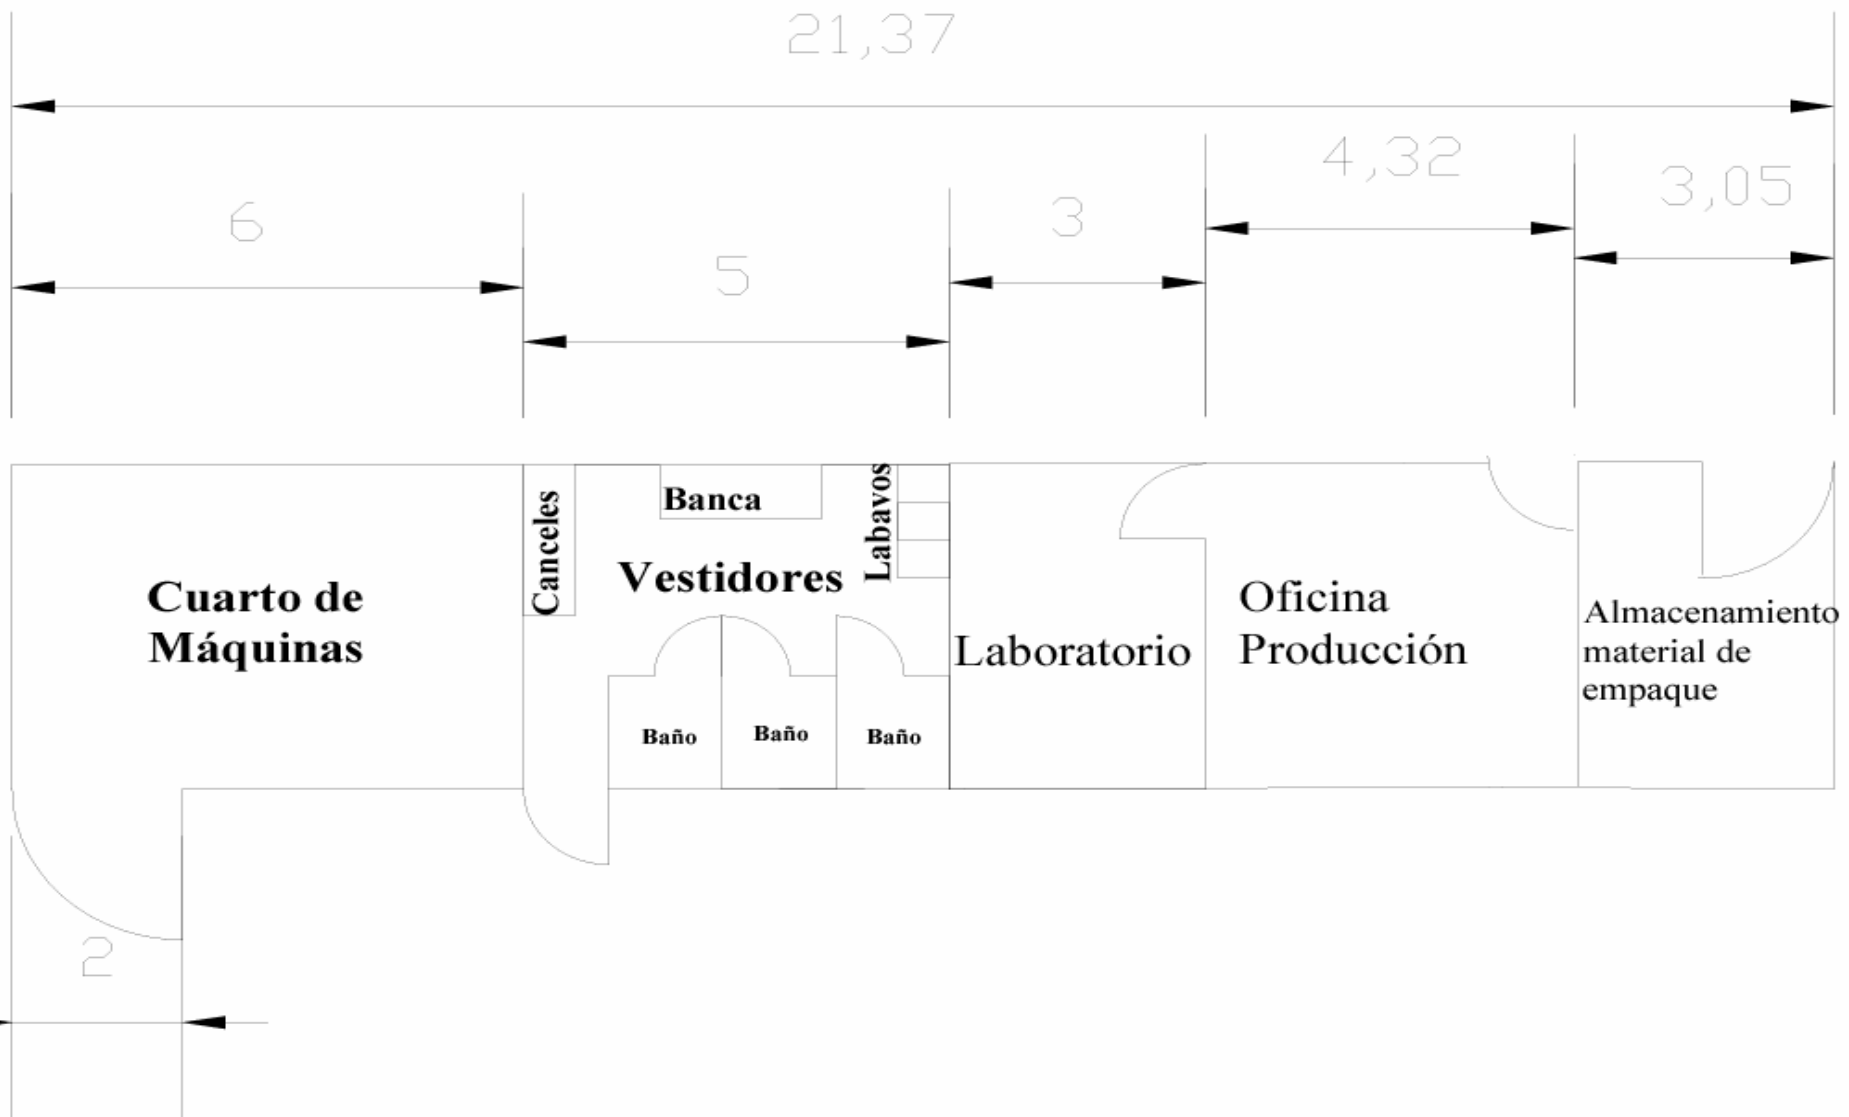 21,37
4,32
3,05
6
3
5
Canceles
Banca
Labavos
Vestidores
Cuarto de
Máquinas
Oficina
Producción
Laboratorio
Almacenamiento
material de
empaque
Baño
Baño
Baño
2